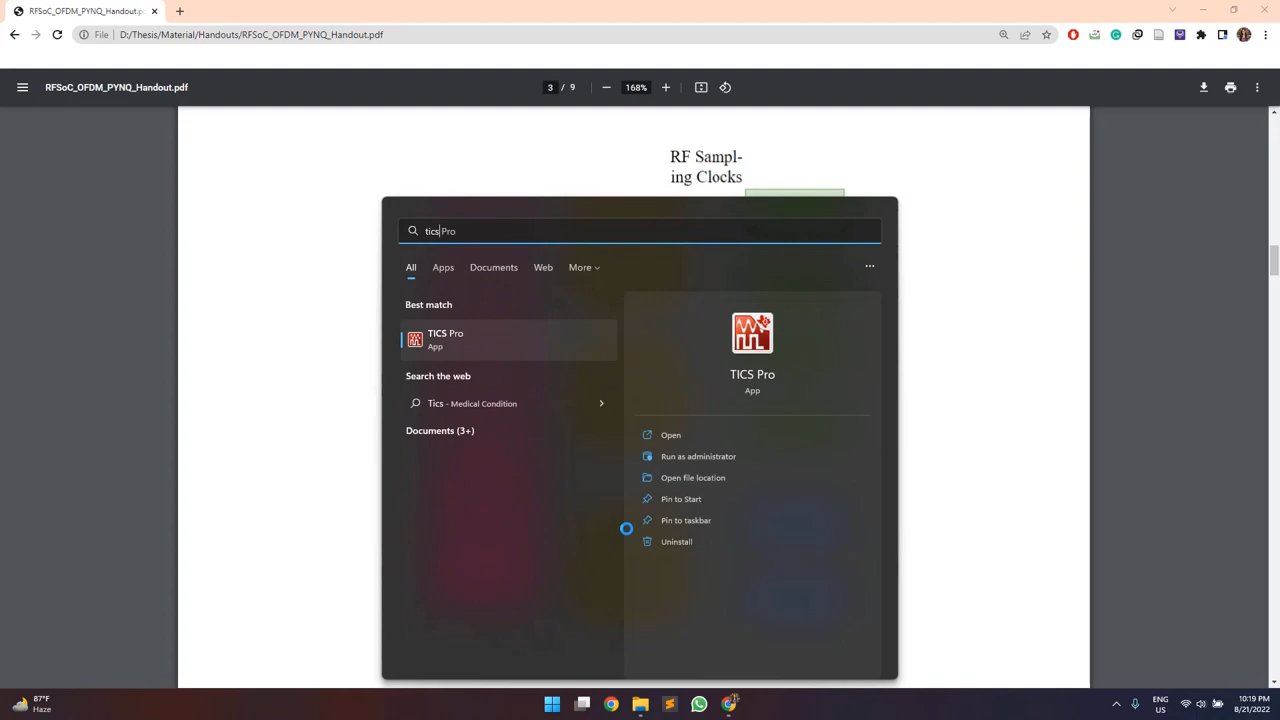 RFSoC_OFDM_PYNQ_Handout.pdf
File D:/Thesis/Material/Handouts/RFSoC_OFDM_PYNQ_Handout.pdf
RFSoC_OFDM_PYNQ_Handout.pdf 3 / 9 168%
RF Sampl-
ing Clocks
tics Pro
All Apps Documents Web More
Best match
TICS Pro
App
Search the web
Tics - Medical Condition
Documents (3+)
TICS Pro
App
Open
Run as administrator
Open file location
Pin to Start
Pin to taskbar
Uninstall
87°F
Haze
ENG
US
10:19 PM
8/21/2022